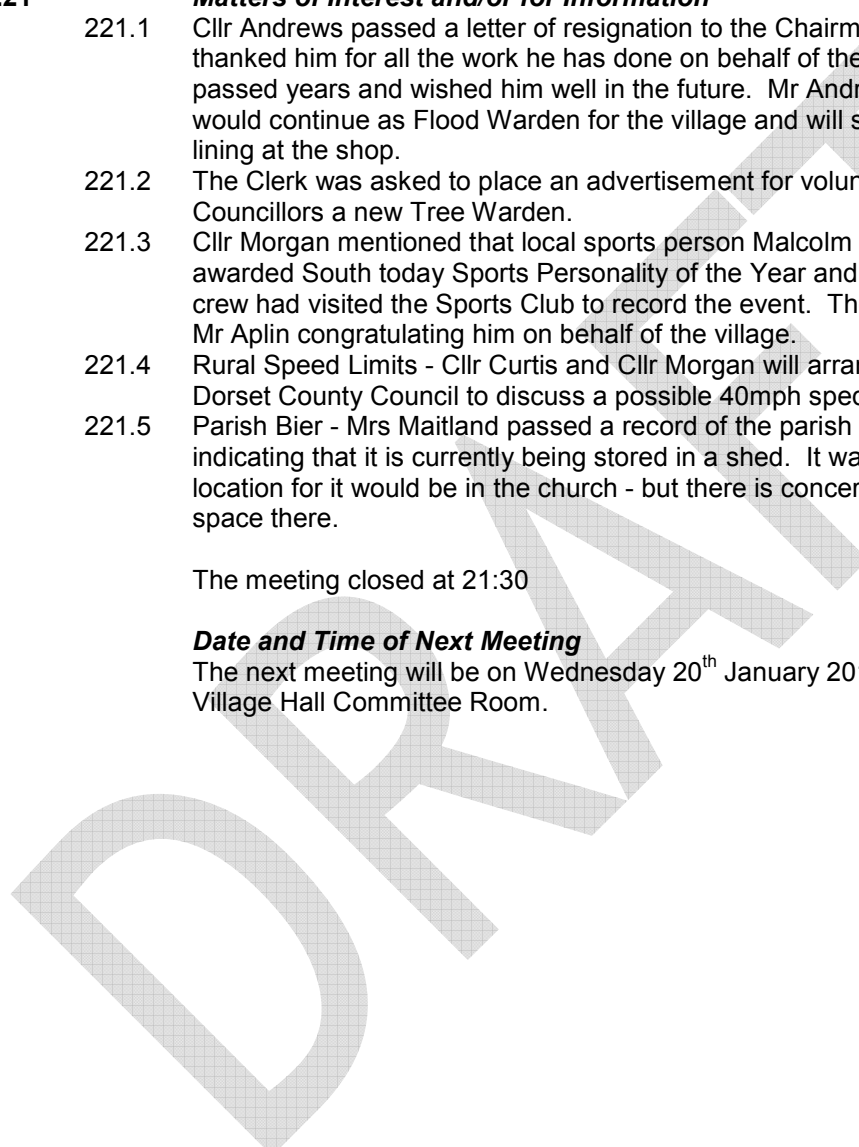 221 Matters of Interest and/or for Information
221.1 Cllr Andrews passed a letter of resignation to the
thanked him for all the work he has done on behalf of the
passed years and wished him well in the future. Mr
would continue as Flood Warden for the village and will
lining at the shop.
221.2 The Clerk was asked to place an advertisement for
Councillors a new Tree Warden.
221.3 Cllr Morgan mentioned that local sports person Malcolm
awarded South today Sports Personality of the Year and
crew had visited the Sports Club to record the event.
Mr Aplin congratulating him on behalf of the village.
221.4 Rural Speed Limits - Cllr Curtis and Cllr Morgan will
Dorset County Council to discuss a possible 40mph
221.5 Parish Bier - Mrs Maitland passed a record of the parish
indicating that it is currently being stored in a shed. It
location for it would be in the church - but there is
space there.
The meeting closed at 21:30
Date and Time of Next Meeting
The next meeting will be on Wednesday 20th January
Village Hall Committee Room.
DRAFT